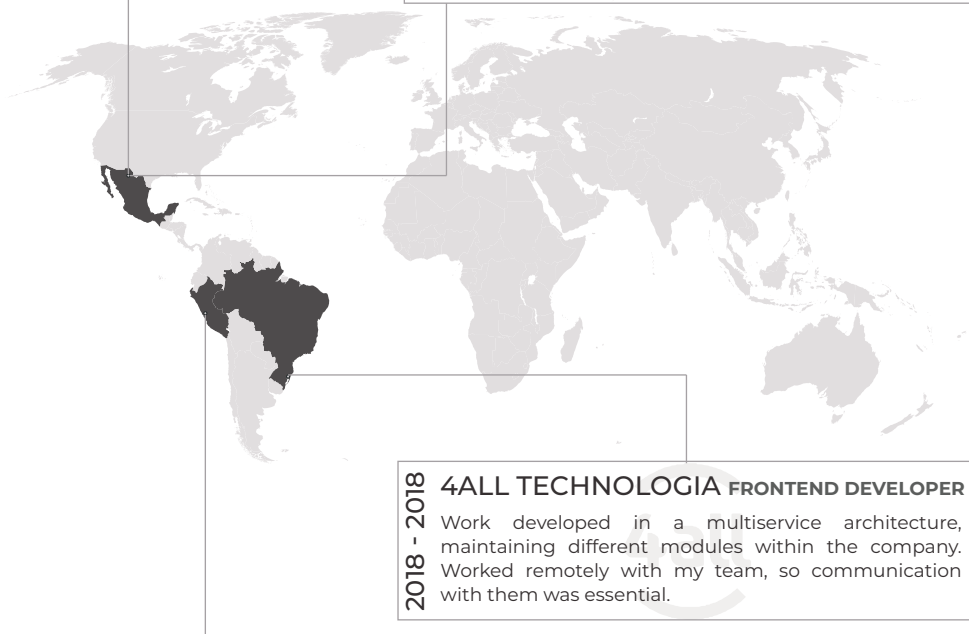 2018 - 2018
4ALL TECHNOLOGIA FRONTEND DEVELOPER
Work developed in a multiservice architecture,
maintaining different modules within the company.
Worked remotely with my team, so communication
with them was essential.
4all